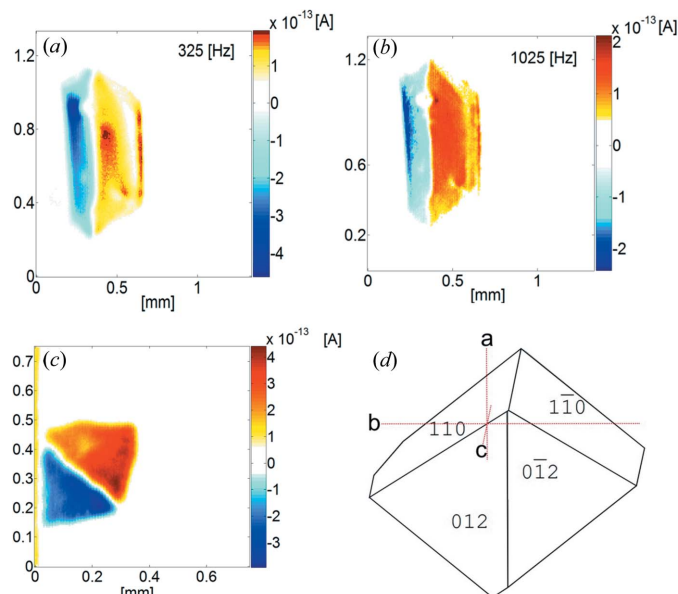 (a) 325 [Hz]
x 10⁻¹³ [A]
1.2
0.8
0.4
0
0 0.5 1
[mm]
1
0
-1
-2
-3
-4
(b) 1025 [Hz]
x 10⁻¹³ [A]
1.2
1.0
0.6
0.2
0 0.5 1
[mm]
2
1
0
-1
-2
(c)
x 10⁻¹³ [A]
0.7
0.6
0.5
0.4
0.3
0.2
0.1
0
0 0.2 0.4 0.6
[mm]
4
3
2
1
0
-1
-2
-3
(d)
a
b
c
110
11̅0
01̅2
012